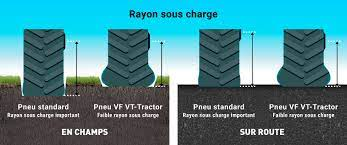 Rayon sous charge
Pneu standard
Rayon sous charge important
Pneu VF VT-Tractor
Faible rayon sous charge
EN CHAMPS
Pneu standard
Rayon sous charge important
Pneu VF VT-Tractor
Faible rayon sous charge
SUR ROUTE